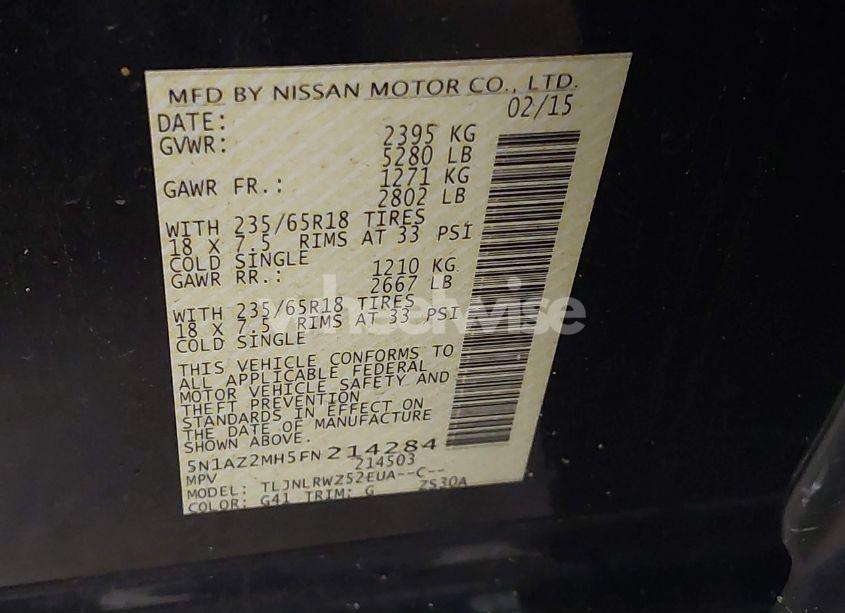 MFD BY NISSAN MOTOR CO., LTD.
DATE: 02/15
GVWR: 2395 KG
5280 LB
GAWR FR.: 1271 KG
2802 LB
WITH 235/65R18 TIRES
18 X 7.5 RIMS AT 33 PSI
COLD SINGLE
GAWR RR.: 1210 KG
2667 LB
WITH 235/65R18 TIRES
18 X 7.5 RIMS AT 33 PSI
COLD SINGLE
THIS VEHICLE CONFORMS TO
ALL APPLICABLE FEDERAL
MOTOR VEHICLE SAFETY AND
THEFT PREVENTION
STANDARDS IN EFFECT ON
THE DATE OF MANUFACTURE
SHOWN ABOVE.
5N1AZ2MH5FN214284
MPV 214503
MODEL: TLJNLRWZ52EUA--C--
COLOR: G41 TRIM: G ZS30A
wheelwise